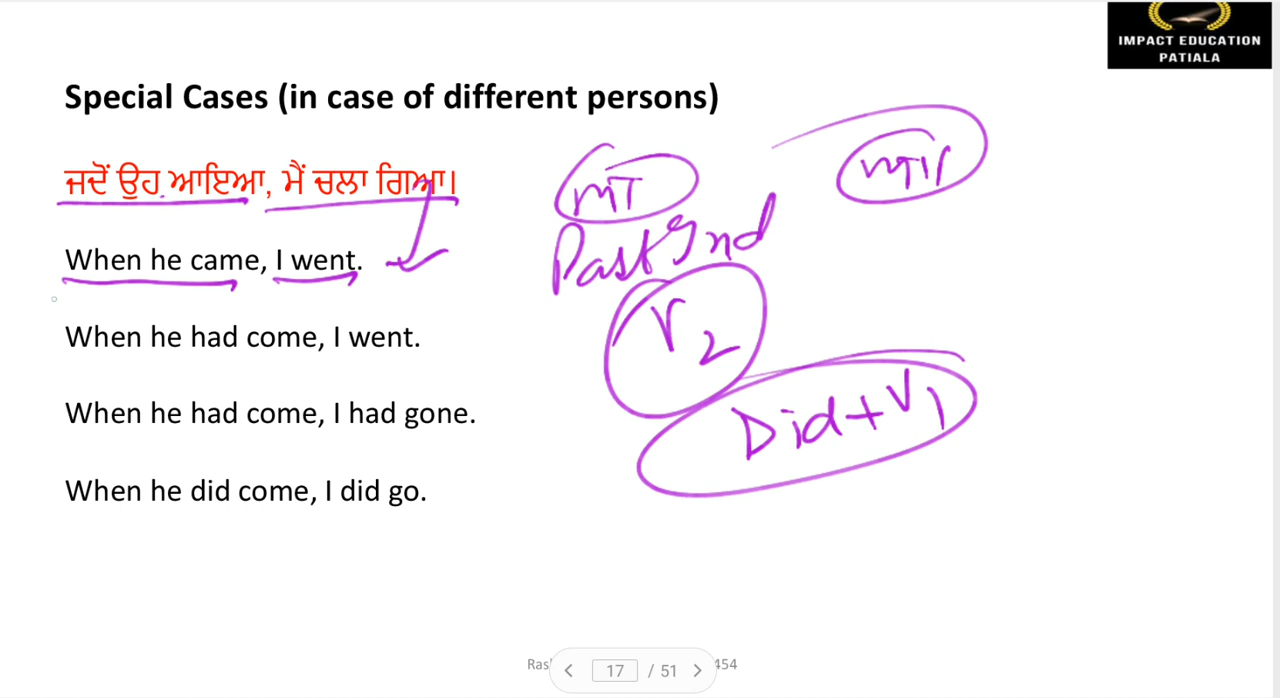 IMPACT EDUCATION
PATIALA
Special Cases (in case of different persons)
ਜਦੋਂ ਉਹ ਆਇਆ, ਮੈਂ ਚਲਾ ਗਿਆ।
When he came, I went.
When he had come, I went.
When he had come, I had gone.
When he did come, I did go.
MT
Past Ind
V2
Did+V1
17 / 51
454